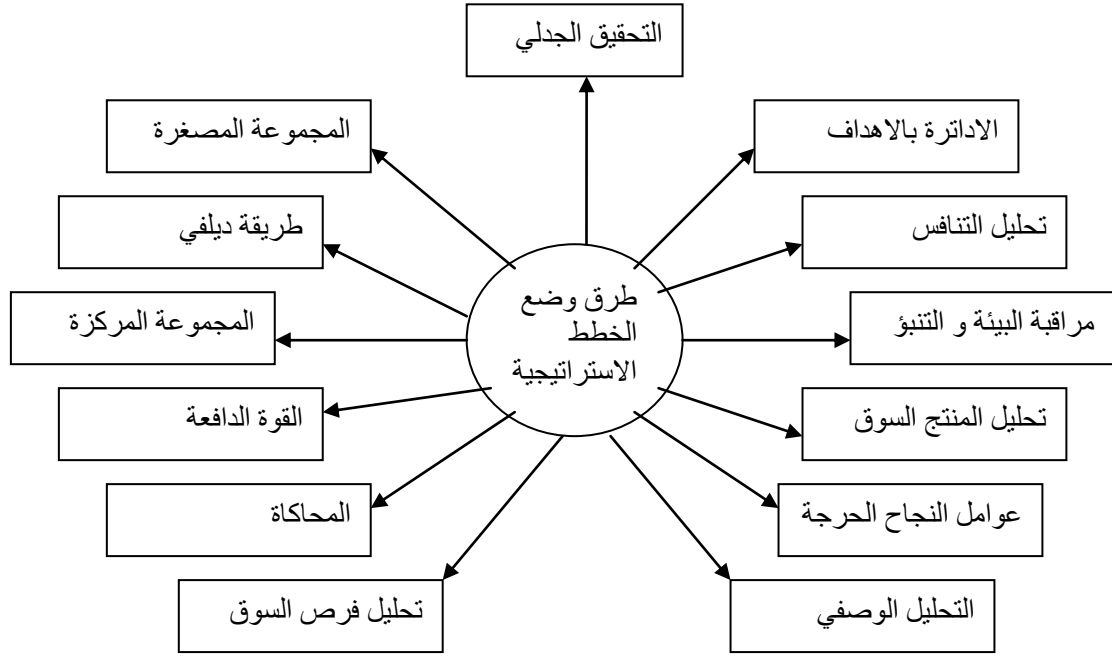 التحقيق الجدلي
المجموعة المصغرة
الاداترة بالاهداف
طريقة ديلفي
تحليل التنافس
طرق وضع
الخطط
الاستراتيجية
المجموعة المركزة
مراقبة البيئة و التنبؤ
القوة الدافعة
تحليل المنتج السوق
المحاكاة
عوامل النجاح الحرجة
تحليل فرص السوق
التحليل الوصفي